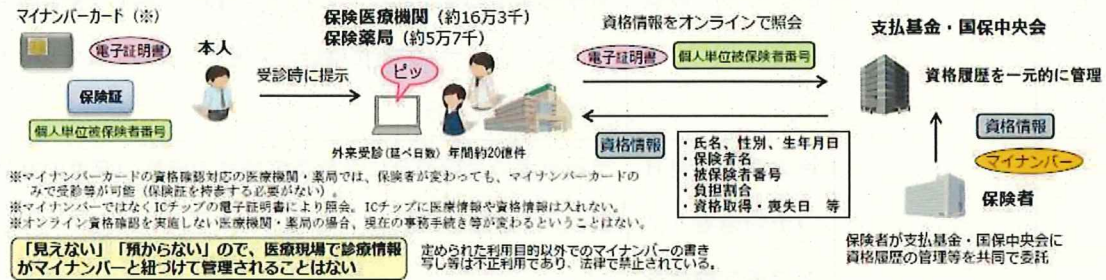 マイナンバーカード（※）
電子証明書
保険証
個人単位被保険者番号
本人
受診時に提示
保険医療機関（約16万3千）
保険薬局（約5万7千）
ピッ
外来受診（延べ日数）年間約20億件
資格情報をオンラインで照会
電子証明書
個人単位被保険者番号
資格情報
・氏名、性別、生年月日
・保険者名
・被保険者番号
・負担割合
・資格取得・喪失日　等
支払基金・国保中央会
資格履歴を一元的に管理
資格情報
マイナンバー
保険者
保険者が支払基金・国保中央会に
資格履歴の管理等を共同で委託
※マイナンバーカードの資格確認対応の医療機関・薬局では、保険者が変わっても、マイナンバーカードの
みで受診等が可能（保険証を持参する必要がない）。
※マイナンバーではなくICチップの電子証明書により照会。ICチップに医療情報や資格情報は入れない。
※オンライン資格確認を実施しない医療機関・薬局の場合、現在の事務手続き等が変わるということはない。
「見えない」「預からない」ので、医療現場で診療情報
がマイナンバーと紐づけて管理されることはない
定められた利用目的以外でのマイナンバーの書き
写し等は不正利用であり、法律で禁止されている。